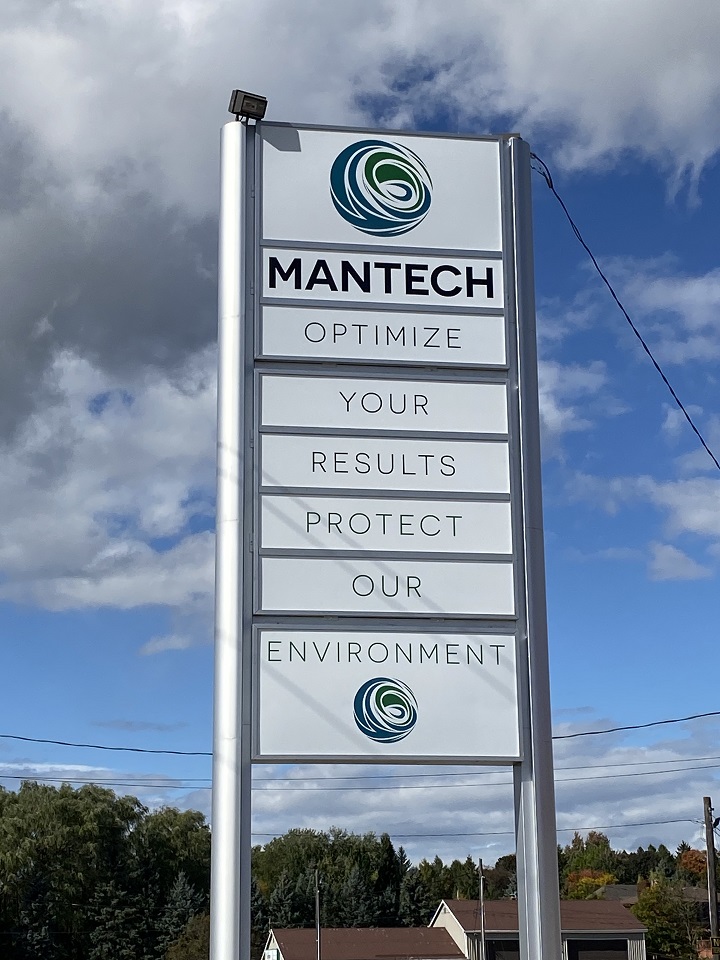 MANTECH
OPTIMIZE
YOUR
RESULTS
PROTECT
OUR
ENVIRONMENT